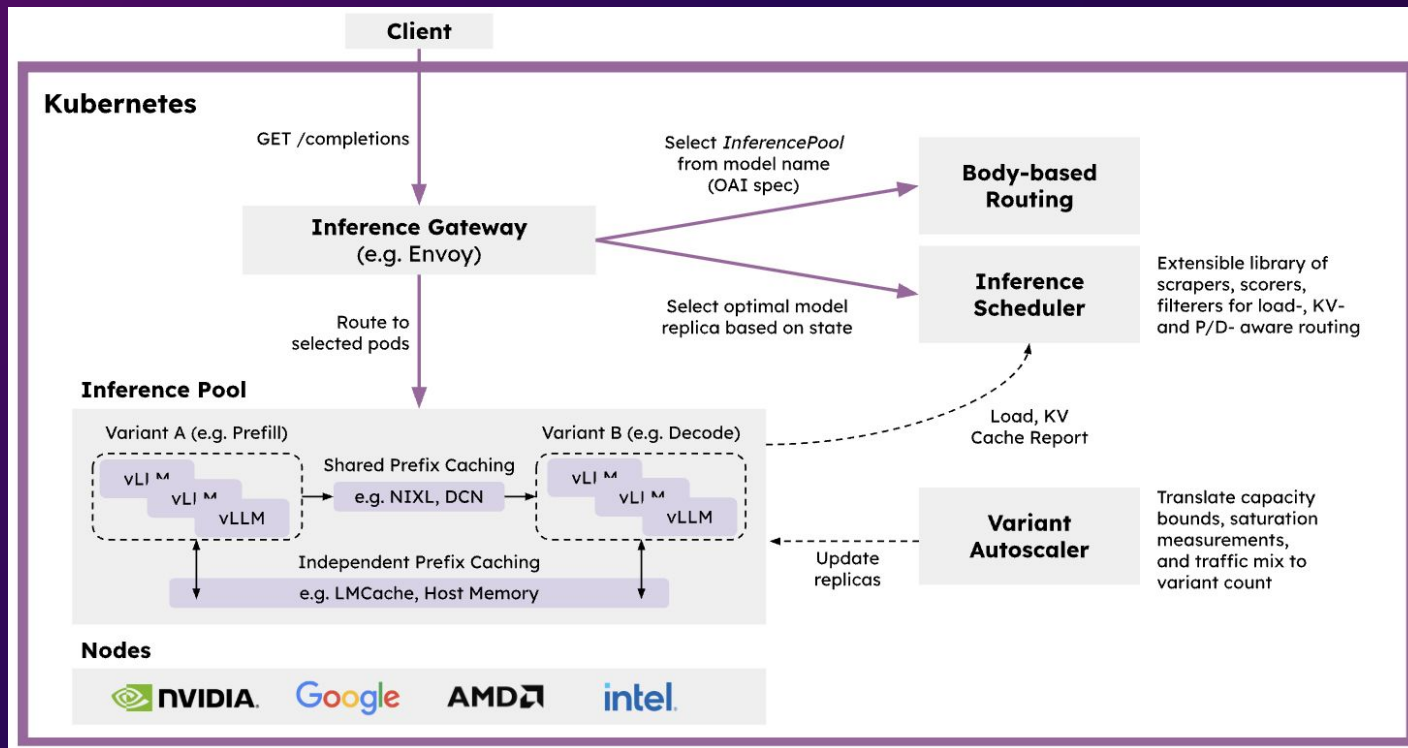 Client
Kubernetes
GET /completions
Select InferencePool
from model name
(OAI spec)
Body-based
Routing
Inference Gateway
(e.g. Envoy)
Inference
Scheduler
Extensible library of
scrapers, scorers,
filterers for load-, KV-
and P/D- aware routing
Select optimal model
replica based on state
Route to
selected pods
Inference Pool
Load, KV
Cache Report
Variant A (e.g. Prefill)
Variant B (e.g. Decode)
Shared Prefix Caching
e.g. NIXL, DCN
vLLM
vLLM
vLLM
vLLM
vLLM
vLLM
Independent Prefix Caching
e.g. LMCache, Host Memory
Update
replicas
Variant
Autoscaler
Translate capacity
bounds, saturation
measurements,
and traffic mix to
variant count
Nodes
NVIDIA.
Google
AMD
intel.